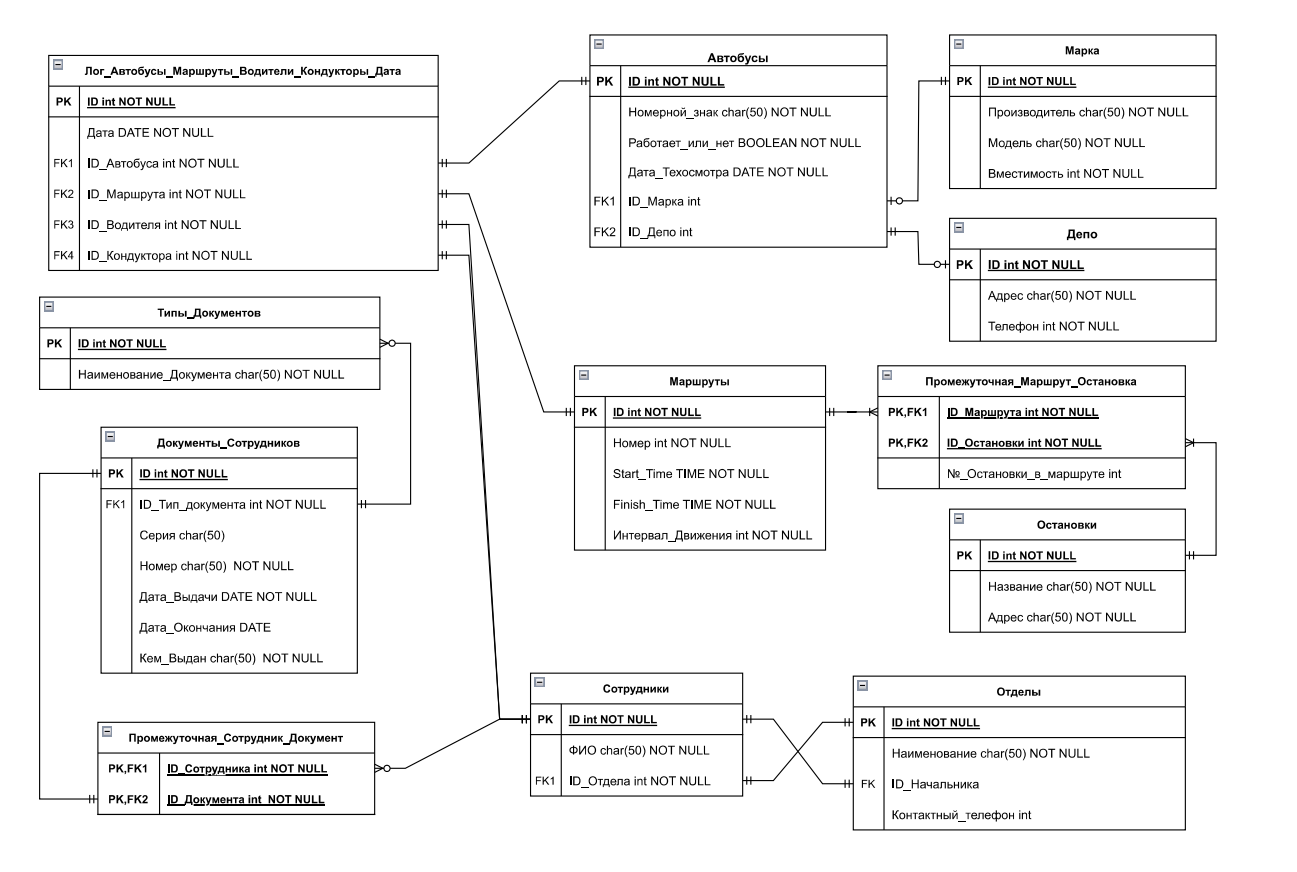 Лог_Автобусы_Маршруты_Водители_Кондукторы_Дата
PK ID int NOT NULL
Дата DATE NOT NULL
FK1 ID_Автобуса int NOT NULL
FK2 ID_Маршрута int NOT NULL
FK3 ID_Водителя int NOT NULL
FK4 ID_Кондуктора int NOT NULL
Автобусы
PK ID int NOT NULL
Номерной_знак char(50) NOT NULL
Работает_или_нет BOOLEAN NOT NULL
Дата_Техосмотра DATE NOT NULL
FK1 ID_Марка int
FK2 ID_Депо int
Марка
PK ID int NOT NULL
Производитель char(50) NOT NULL
Модель char(50) NOT NULL
Вместимость int NOT NULL
Депо
PK ID int NOT NULL
Адрес char(50) NOT NULL
Телефон int NOT NULL
Типы_Документов
PK ID int NOT NULL
Наименование_Документа char(50) NOT NULL
Маршруты
PK ID int NOT NULL
Номер int NOT NULL
Start_Time TIME NOT NULL
Finish_Time TIME NOT NULL
Интервал_Движения int NOT NULL
Промежуточная_Маршрут_Остановка
PK,FK1 ID_Маршрута int NOT NULL
PK,FK2 ID_Остановки int NOT NULL
№_Остановки_в_маршруте int
Документы_Сотрудников
PK ID int NOT NULL
FK1 ID_Тип_документа int NOT NULL
Серия char(50)
Номер char(50) NOT NULL
Дата_Выдачи DATE NOT NULL
Дата_Окончания DATE
Кем_Выдан char(50) NOT NULL
Остановки
PK ID int NOT NULL
Название char(50) NOT NULL
Адрес char(50) NOT NULL
Промежуточная_Сотрудник_Документ
PK,FK1 ID_Сотрудника int NOT NULL
PK,FK2 ID_Документа int NOT NULL
Сотрудники
PK ID int NOT NULL
ФИО char(50) NOT NULL
FK1 ID_Отдела int NOT NULL
Отделы
PK ID int NOT NULL
Наименование char(50) NOT NULL
FK ID_Начальника
Контактный_телефон int